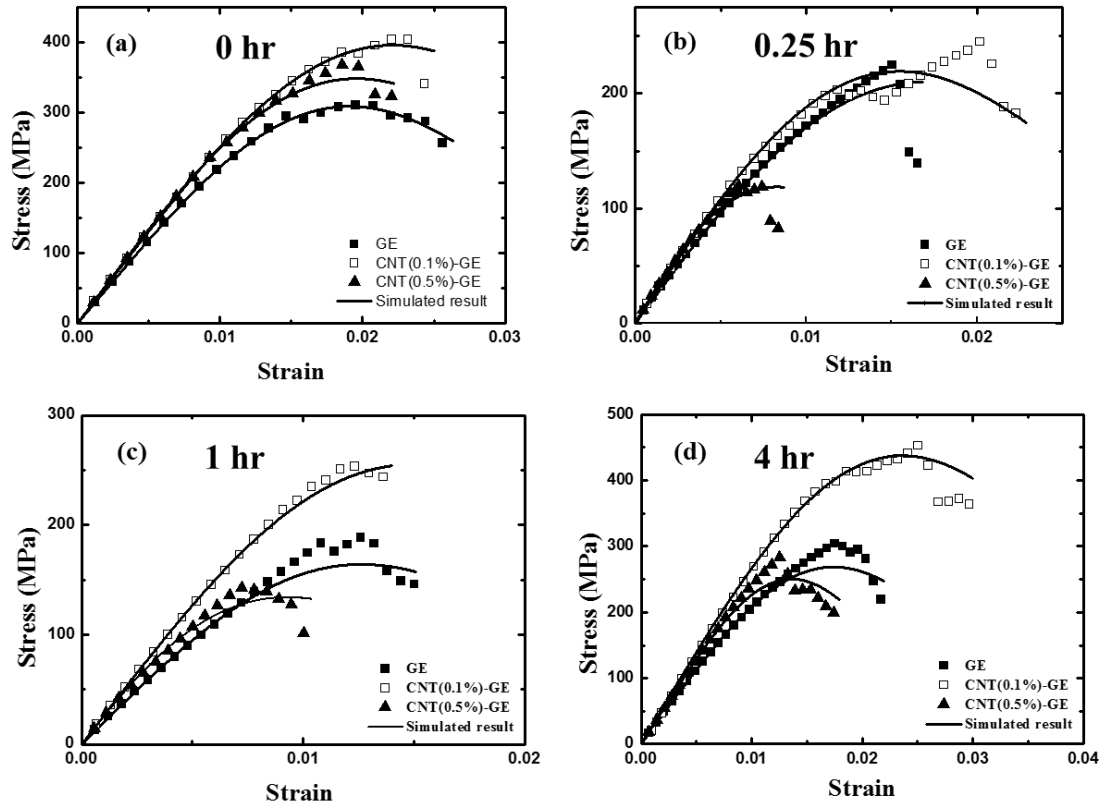 (a)
0 hr
400
300
200
100
0
Stress (MPa)
GE
CNT(0.1%)-GE
CNT(0.5%)-GE
Simulated result
0.00
0.01
0.02
0.03
Strain
(b)
0.25 hr
200
100
0
Stress (MPa)
GE
CNT(0.1%)-GE
CNT(0.5%)-GE
Simulated result
0.00
0.01
0.02
Strain
(c)
1 hr
300
200
100
0
Stress (MPa)
GE
CNT(0.1%)-GE
CNT(0.5%)-GE
Simulated result
0.00
0.01
0.02
Strain
(d)
4 hr
500
400
300
200
100
0
Stress (MPa)
GE
CNT(0.1%)-GE
CNT(0.5%)-GE
Simulated result
0.00
0.01
0.02
0.03
0.04
Strain